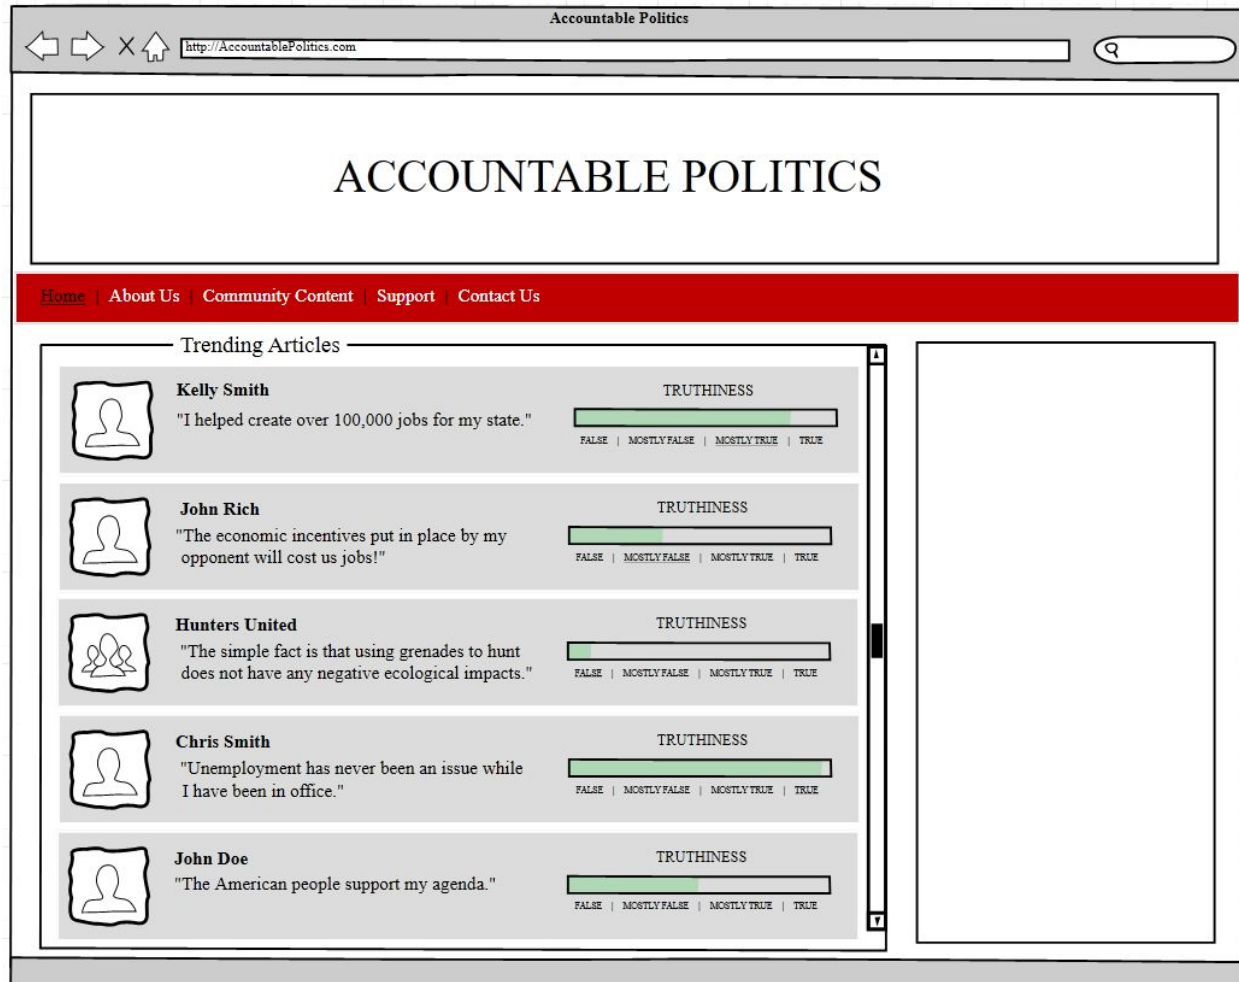 Accountable Politics
http://AccountablePolitics.com
ACCOUNTABLE POLITICS
Home | About Us | Community Content | Support | Contact Us
Trending Articles
Kelly Smith
"I helped create over 100,000 jobs for my state."
TRUTHINESS
FALSE | MOSTLY FALSE | MOSTLY TRUE | TRUE
John Rich
"The economic incentives put in place by my
opponent will cost us jobs!"
TRUTHINESS
FALSE | MOSTLY FALSE | MOSTLY TRUE | TRUE
Hunters United
"The simple fact is that using grenades to hunt
does not have any negative ecological impacts."
TRUTHINESS
FALSE | MOSTLY FALSE | MOSTLY TRUE | TRUE
Chris Smith
"Unemployment has never been an issue while
I have been in office."
TRUTHINESS
FALSE | MOSTLY FALSE | MOSTLY TRUE | TRUE
John Doe
"The American people support my agenda."
TRUTHINESS
FALSE | MOSTLY FALSE | MOSTLY TRUE | TRUE